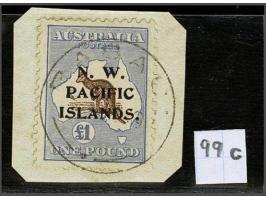 AUSTRALIA
POSTAGE
N. W.
PACIFIC
ISLANDS.
£1
ONE POUND
99 c